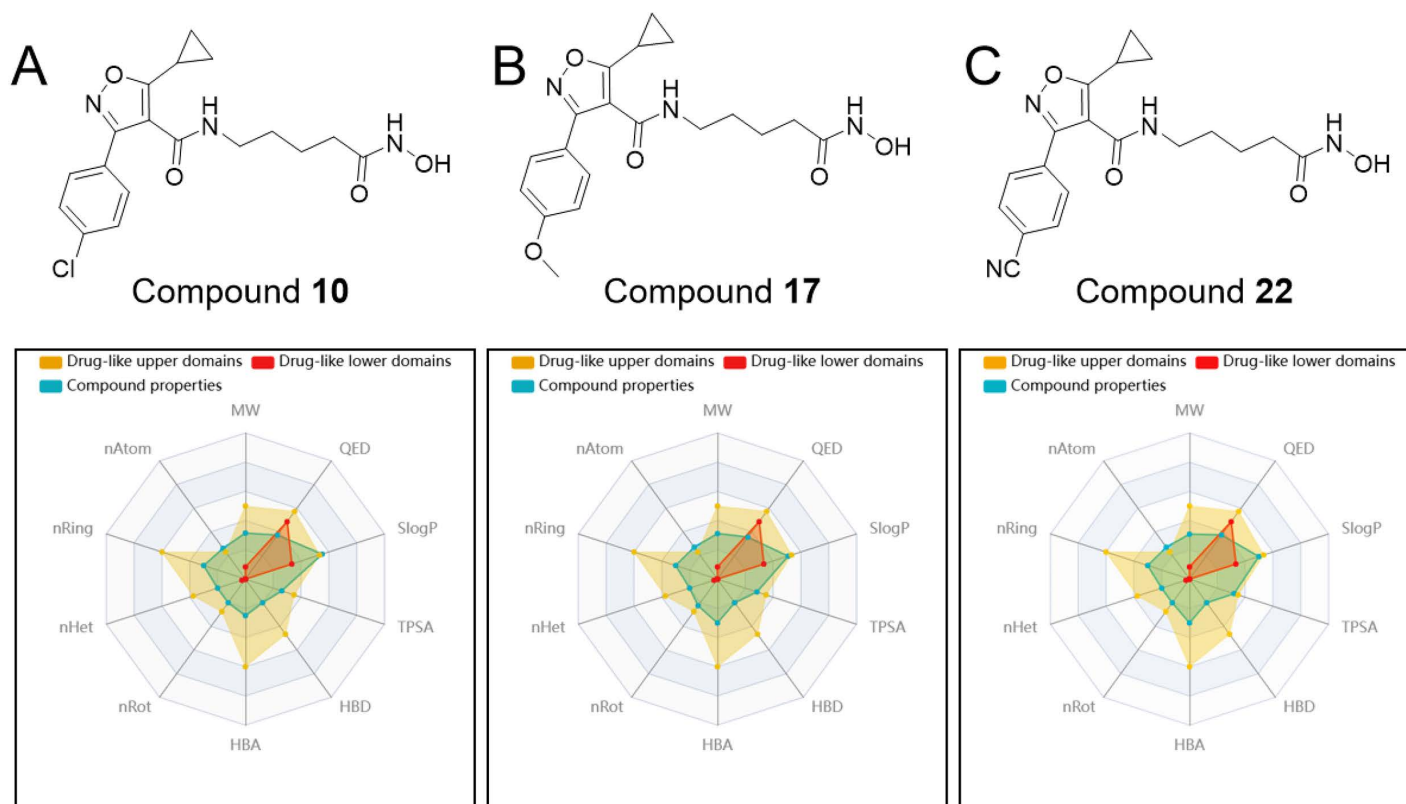 A
O
N
H
N
O
H
N
OH
O
Cl
Compound 10
B
O
N
H
N
O
H
N
OH
O
O
Compound 17
C
O
N
H
N
O
H
N
OH
O
NC
Compound 22
Drug-like upper domains Drug-like lower domains
Compound properties
MW
QED
SlogP
TPSA
HBD
HBA
nRot
nHet
nRing
nAtom
Drug-like upper domains Drug-like lower domains
Compound properties
MW
QED
SlogP
TPSA
HBD
HBA
nRot
nHet
nRing
nAtom
Drug-like upper domains Drug-like lower domains
Compound properties
MW
QED
SlogP
TPSA
HBD
HBA
nRot
nHet
nRing
nAtom